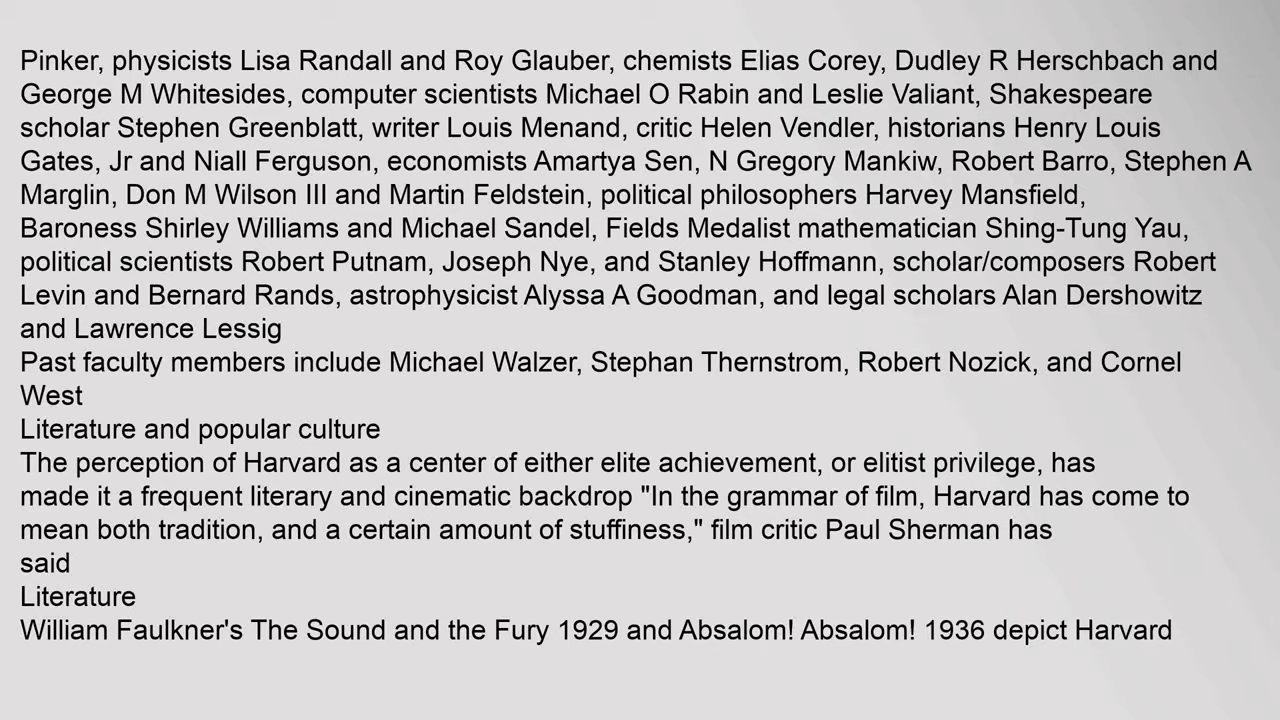 Pinker, physicists Lisa Randall and Roy Glauber, chemists Elias Corey, Dudley R Herschbach and
George M Whitesides, computer scientists Michael O Rabin and Leslie Valiant, Shakespeare
scholar Stephen Greenblatt, writer Louis Menand, critic Helen Vendler, historians Henry Louis
Gates, Jr and Niall Ferguson, economists Amartya Sen, N Gregory Mankiw, Robert Barro, Stephen A
Marglin, Don M Wilson III and Martin Feldstein, political philosophers Harvey Mansfield,
Baroness Shirley Williams and Michael Sandel, Fields Medalist mathematician Shing-Tung Yau,
political scientists Robert Putnam, Joseph Nye, and Stanley Hoffmann, scholar/composers Robert
Levin and Bernard Rands, astrophysicist Alyssa A Goodman, and legal scholars Alan Dershowitz
and Lawrence Lessig
Past faculty members include Michael Walzer, Stephan Thernstrom, Robert Nozick, and Cornel
West
Literature and popular culture
The perception of Harvard as a center of either elite achievement, or elitist privilege, has
made it a frequent literary and cinematic backdrop "In the grammar of film, Harvard has come to
mean both tradition, and a certain amount of stuffiness," film critic Paul Sherman has
said
Literature
William Faulkner's The Sound and the Fury 1929 and Absalom! Absalom! 1936 depict Harvard